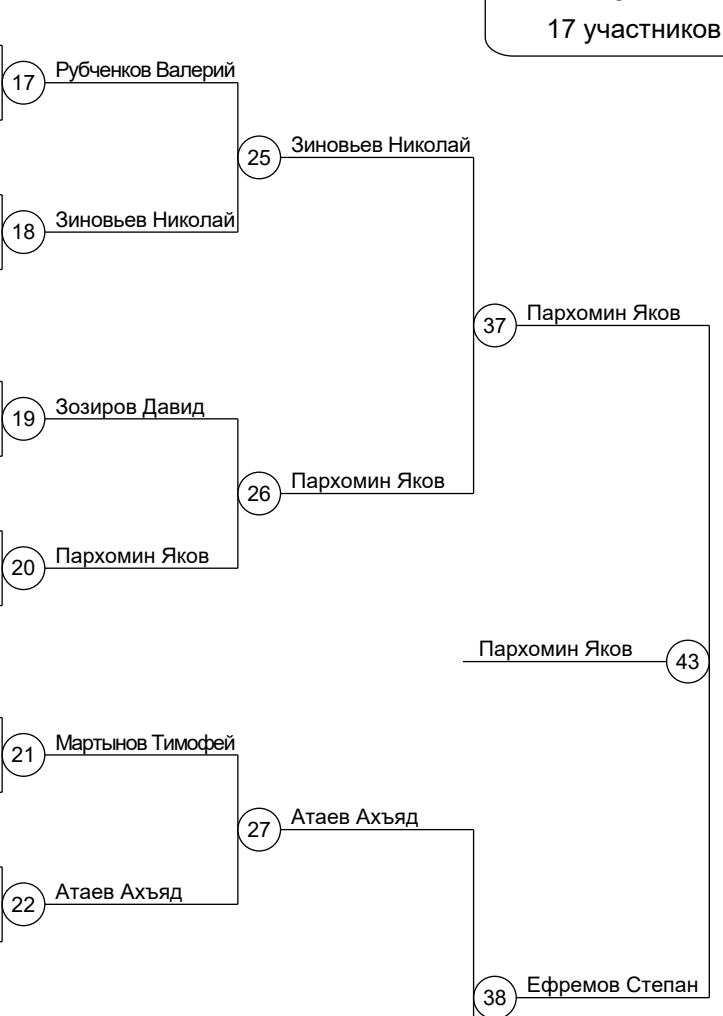 17 участников
17 Рубченков Валерий
25 Зиновьев Николай
18 Зиновьев Николай
37 Пархомин Яков
19 Зозиров Давид
26 Пархомин Яков
20 Пархомин Яков
Пархомин Яков 43
21 Мартынов Тимофей
27 Атаев Ахъяд
22 Атаев Ахъяд
38 Ефремов Степан